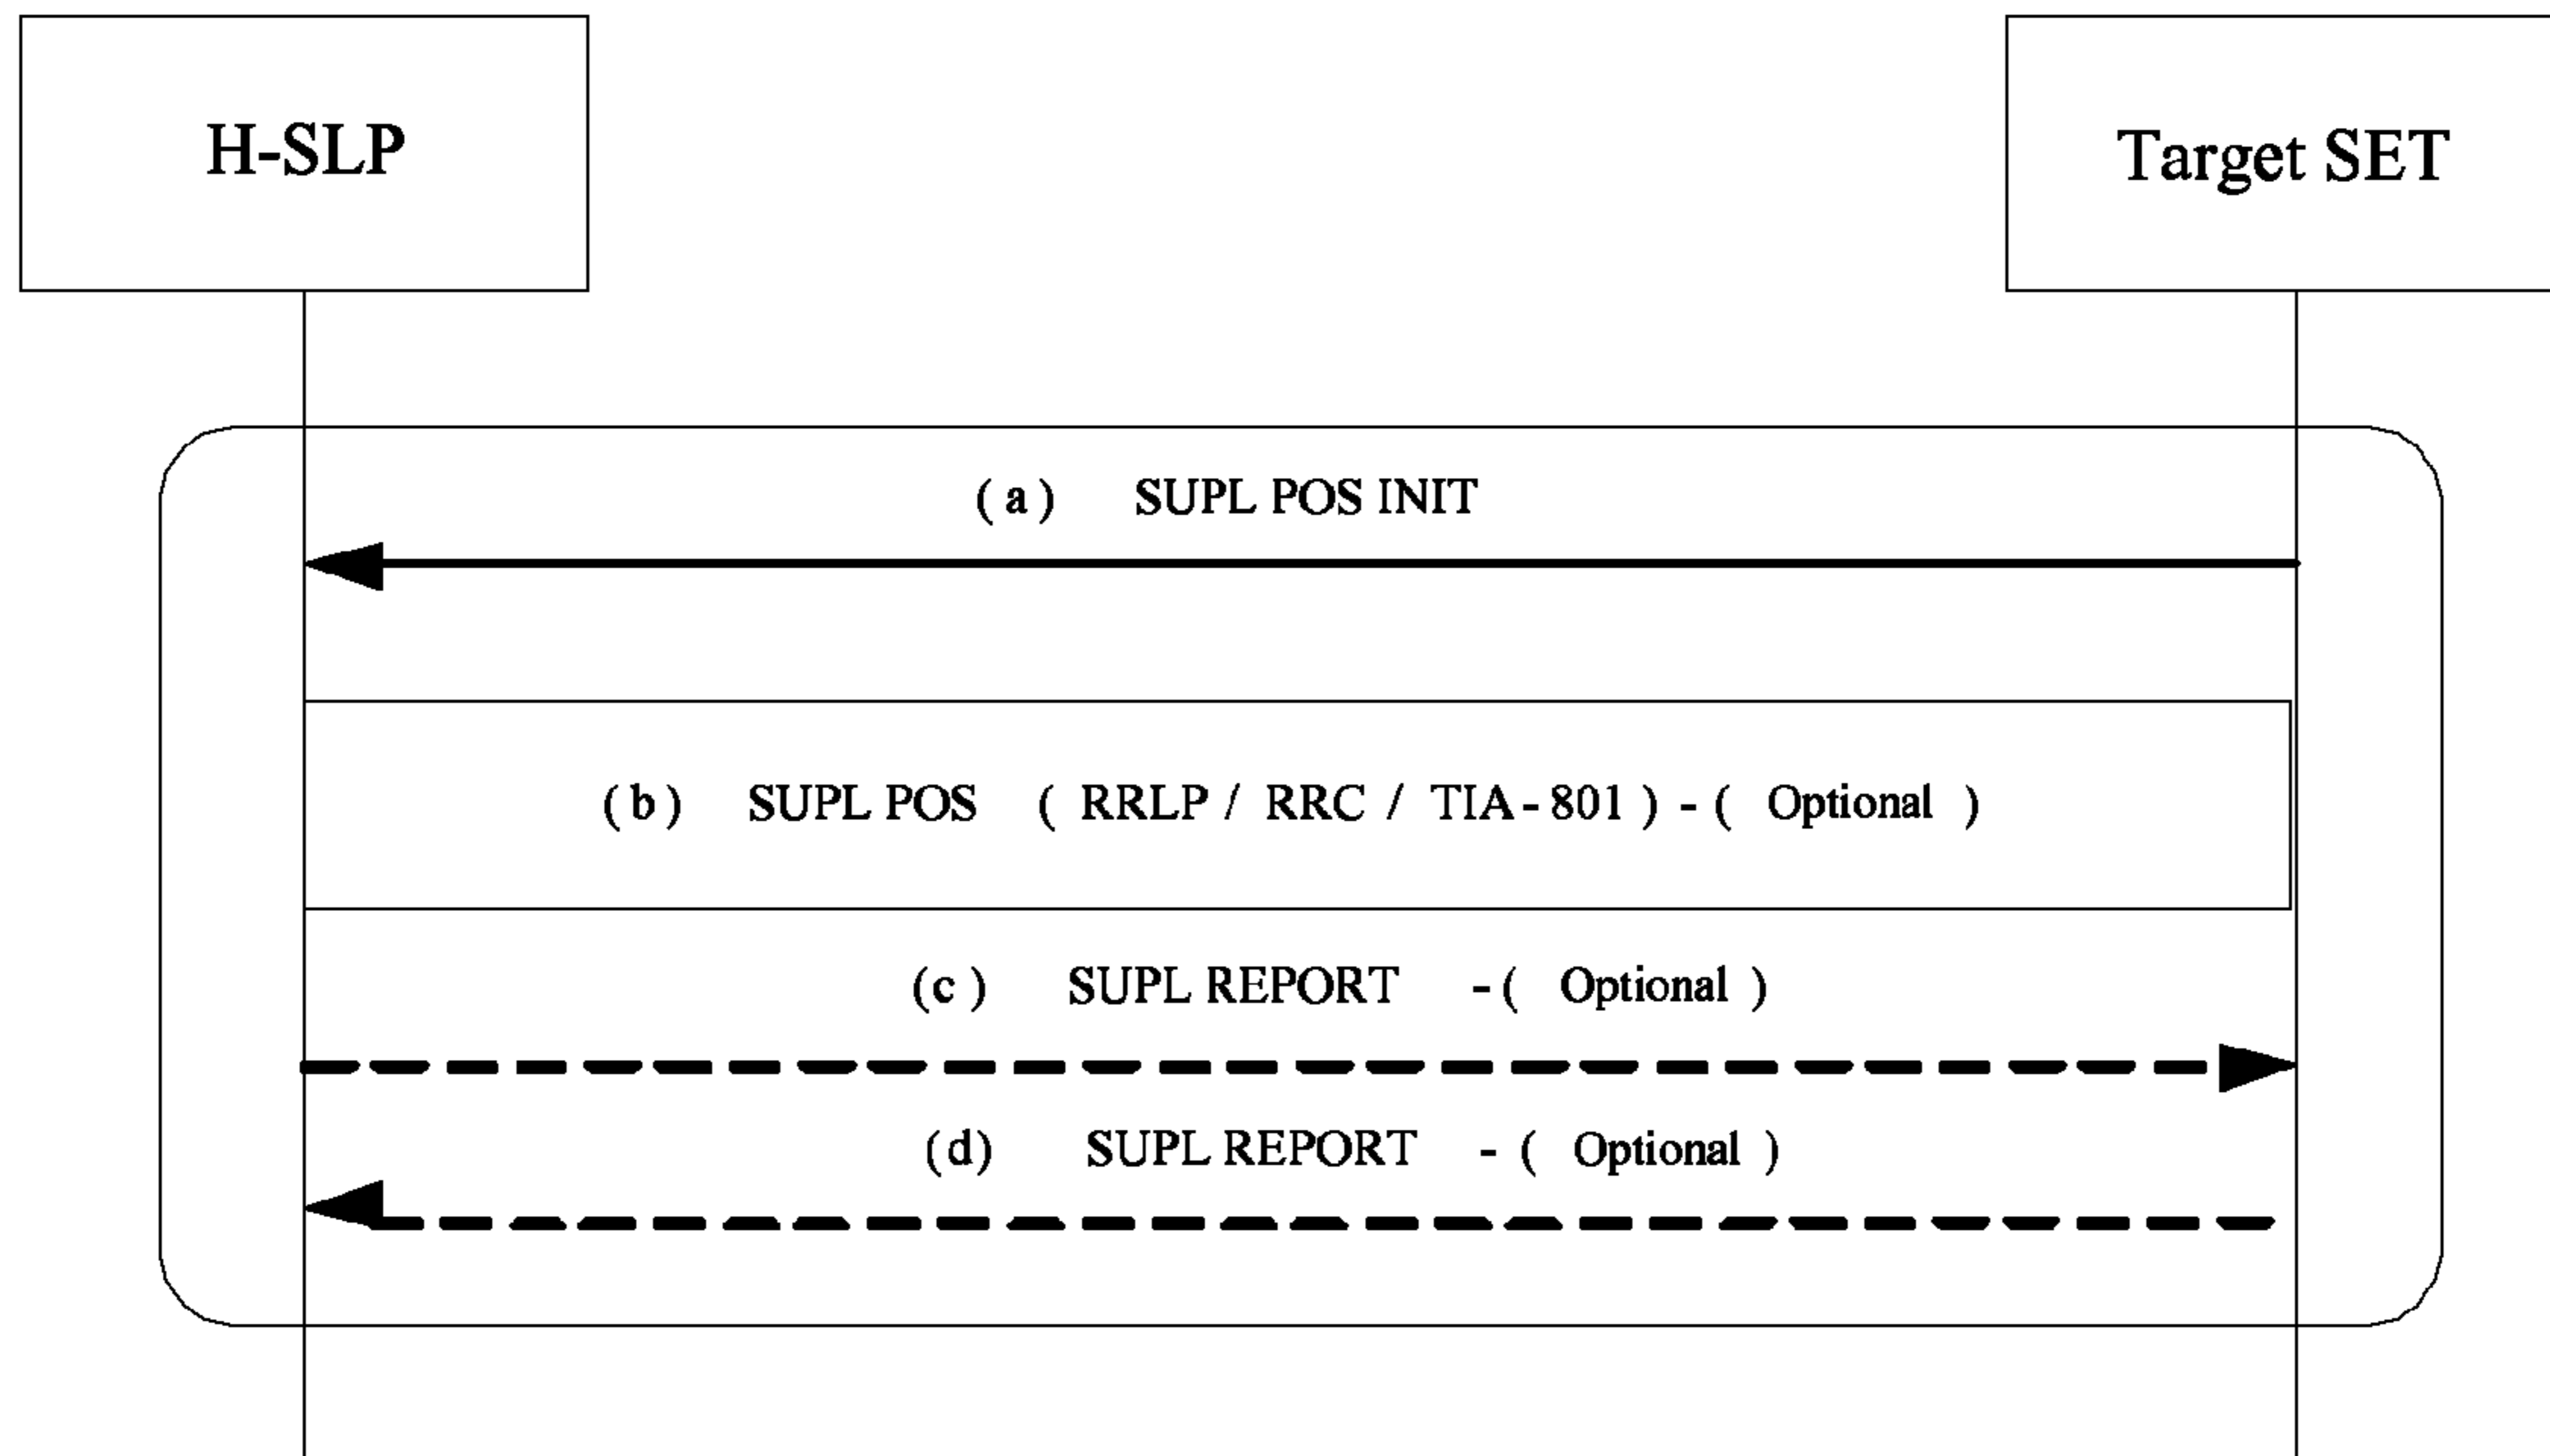 H-SLP
Target SET
(a) SUPL POS INIT
(b) SUPL POS (RRLP / RRC / TIA-801) - (Optional)
(c) SUPL REPORT - (Optional)
(d) SUPL REPORT - (Optional)